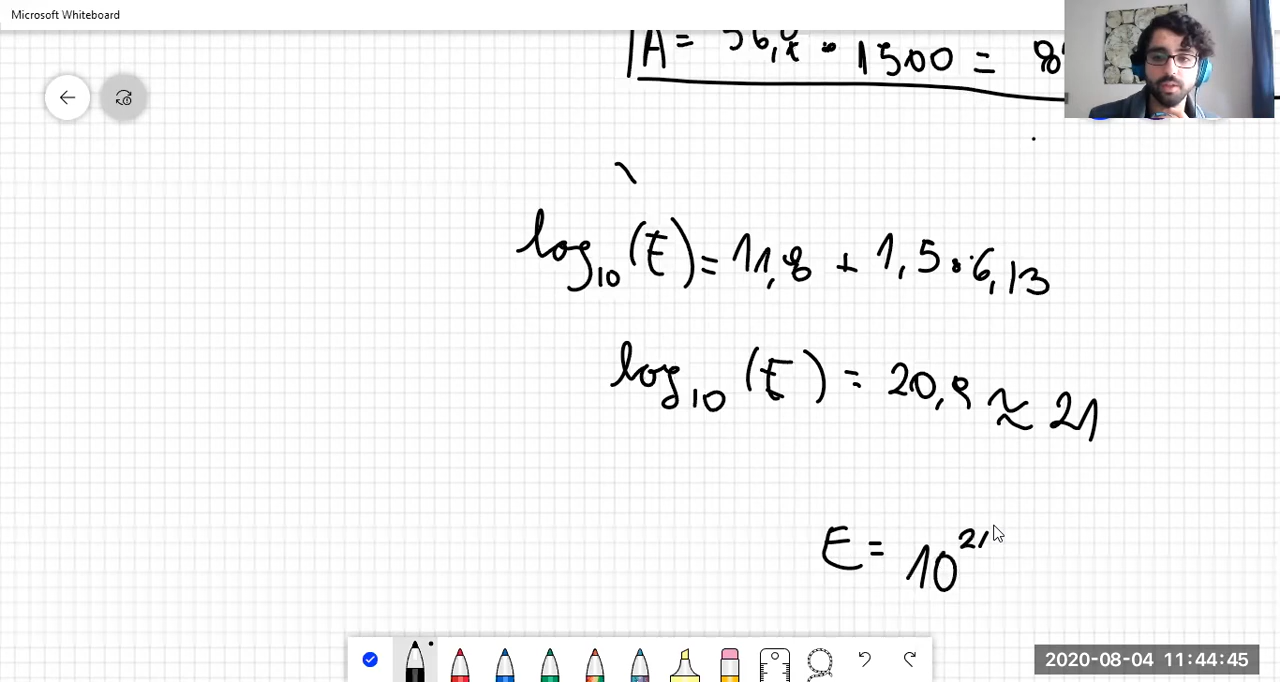 Microsoft Whiteboard
A = 56,4 • 1500 = 8
log10 (E) = 11,8 + 1,5 • 6,13
log10 (E) = 20,9 ≈ 21
E = 10^21
2020-08-04 11:44:45